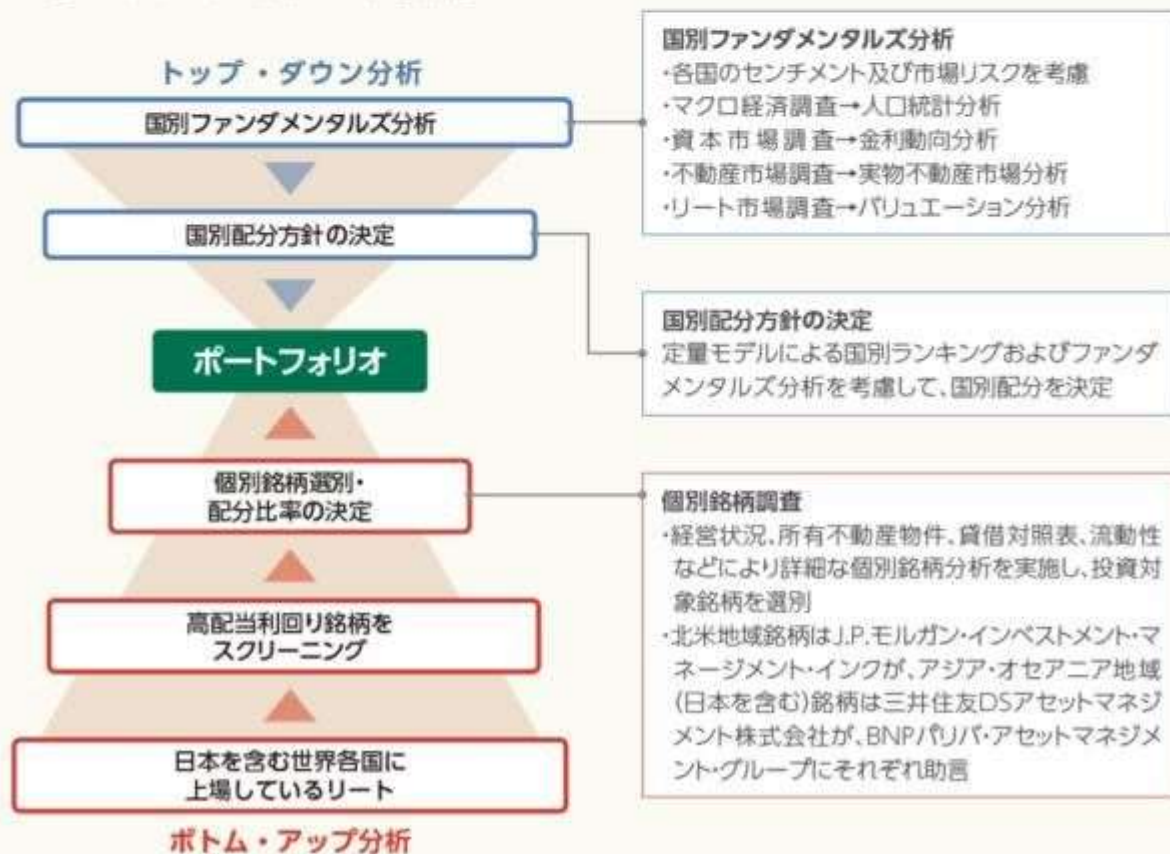 トップ・ダウン分析
国別ファンダメンタルズ分析
国別配分方針の決定
ポートフォリオ
個別銘柄選別・
配分比率の決定
高配当利回り銘柄を
スクリーニング
日本を含む世界各国に
上場しているリート
ボトム・アップ分析
国別ファンダメンタルズ分析
・各国のセンチメント及び市場リスクを考慮
・マクロ経済調査→人口統計分析
・資本市場調査→金利動向分析
・不動産市場調査→実物不動産市場分析
・リート市場調査→バリュエーション分析
国別配分方針の決定
定量モデルによる国別ランキングおよびファンダ
メンタルズ分析を考慮して、国別配分を決定
個別銘柄調査
・経営状況、所有不動産物件、貸借対照表、流動性
などにより詳細な個別銘柄分析を実施し、投資対
象銘柄を選別
・北米地域銘柄はJ.P.モルガン・インベストメント・マ
ネージメント・インクが、アジア・オセアニア地域
(日本を含む)銘柄は三井住友DSアセットマネジ
メント株式会社が、BNPパリバ・アセットマネジメ
ント・グループにそれぞれ助言